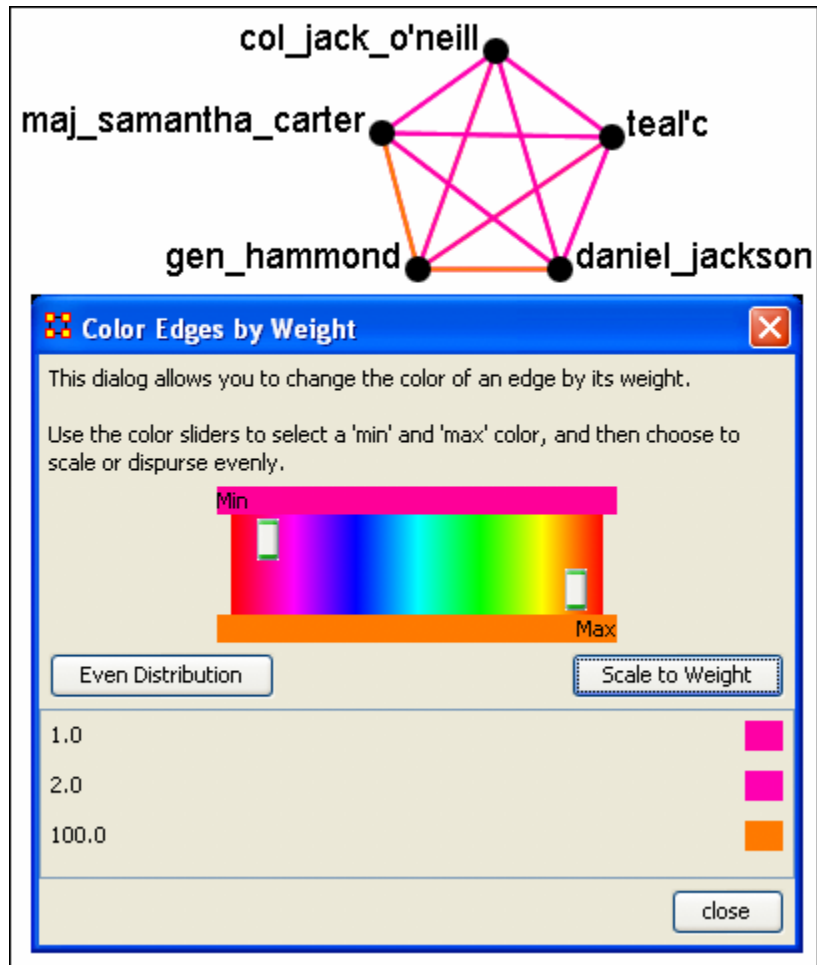 col_jack_o'neill
maj_samantha_carter
teal'c
gen_hammond
daniel_jackson
Color Edges by Weight
This dialog allows you to change the color of an edge by its weight.
Use the color sliders to select a 'min' and 'max' color, and then choose to
scale or dispurse evenly.
Min
Max
Even Distribution
Scale to Weight
1.0
2.0
100.0
close